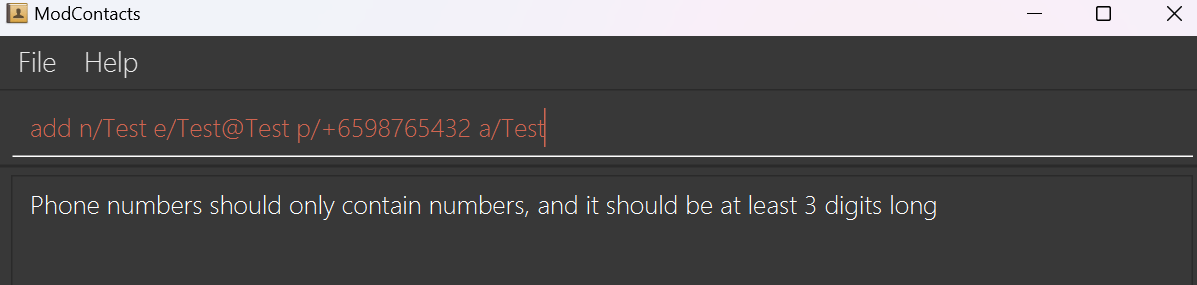 ModContacts
File Help
add n/Test e/Test@Test p/+6598765432 a/Test
Phone numbers should only contain numbers, and it should be at least 3 digits long